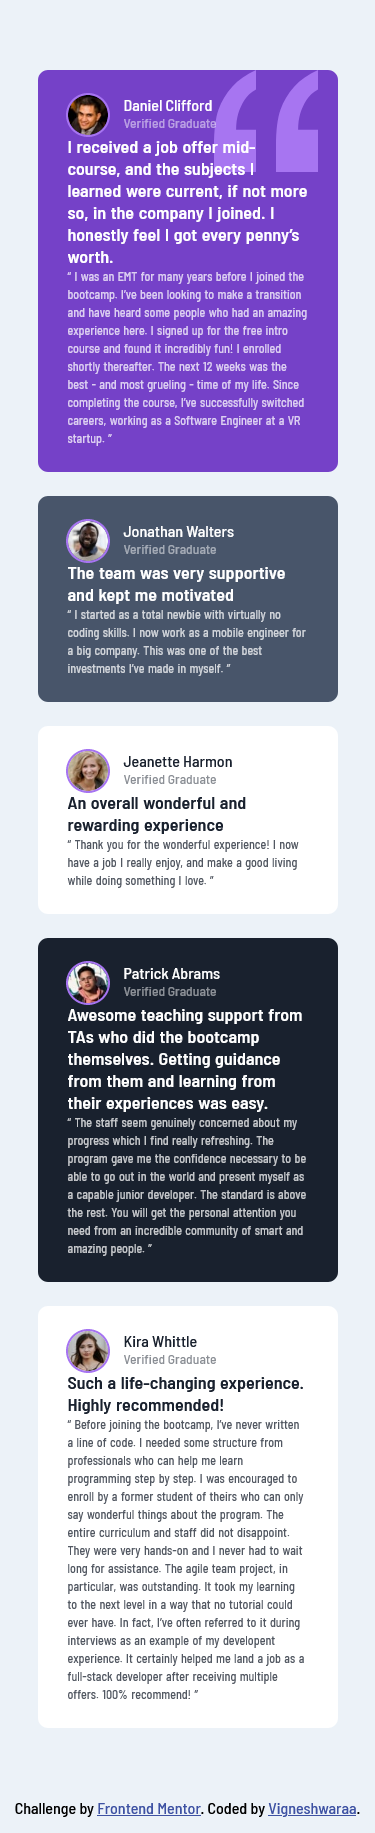 Daniel Clifford
Verified Graduate
I received a job offer mid-
course, and the subjects I
learned were current, if not more
so, in the company I joined. I
honestly feel I got every penny’s
worth.
“ I was an EMT for many years before I joined the
bootcamp. I’ve been looking to make a transition
and have heard some people who had an amazing
experience here. I signed up for the free intro
course and found it incredibly fun! I enrolled
shortly thereafter. The next 12 weeks was the
best - and most grueling - time of my life. Since
completing the course, I’ve successfully switched
careers, working as a Software Engineer at a VR
startup. ”
Jonathan Walters
Verified Graduate
The team was very supportive
and kept me motivated
“ I started as a total newbie with virtually no
coding skills. I now work as a mobile engineer for
a big company. This was one of the best
investments I’ve made in myself. ”
Jeanette Harmon
Verified Graduate
An overall wonderful and
rewarding experience
“ Thank you for the wonderful experience! I now
have a job I really enjoy, and make a good living
while doing something I love. ”
Patrick Abrams
Verified Graduate
Awesome teaching support from
TAs who did the bootcamp
themselves. Getting guidance
from them and learning from
their experiences was easy.
“ The staff seem genuinely concerned about my
progress which I find really refreshing. The
program gave me the confidence necessary to be
able to go out in the world and present myself as
a capable junior developer. The standard is above
the rest. You will get the personal attention you
need from an incredible community of smart and
amazing people. ”
Kira Whittle
Verified Graduate
Such a life-changing experience.
Highly recommended!
“ Before joining the bootcamp, I’ve never written
a line of code. I needed some structure from
professionals who can help me learn
programming step by step. I was encouraged to
enroll by a former student of theirs who can only
say wonderful things about the program. The
entire curriculum and staff did not disappoint.
They were very hands-on and I never had to wait
long for assistance. The agile team project, in
particular, was outstanding. It took my learning
to the next level in a way that no tutorial could
ever have. In fact, I’ve often referred to it during
interviews as an example of my developent
experience. It certainly helped me land a job as a
full-stack developer after receiving multiple
offers. 100% recommend! ”
Challenge by Frontend Mentor. Coded by Vigneshwaraa.